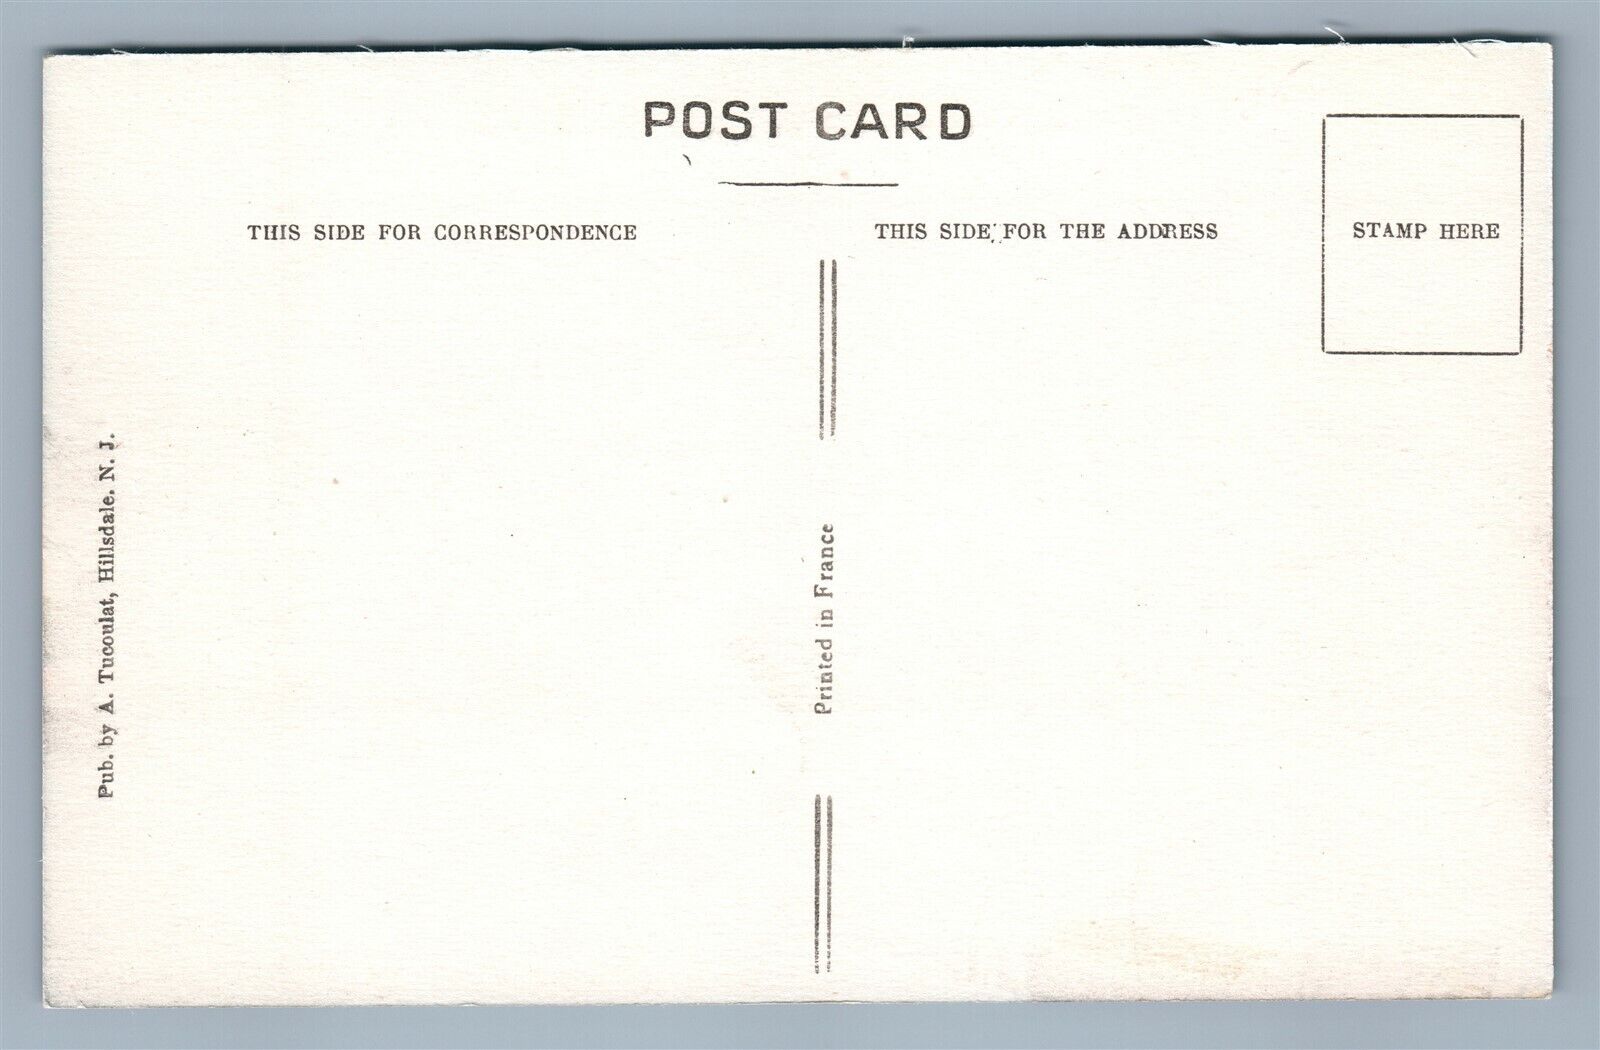 POST CARD
THIS SIDE FOR CORRESPONDENCE
THIS SIDE FOR THE ADDRESS
STAMP HERE
Pub. by A. Tucoulat, Hillsdale, N. J.
Printed in France